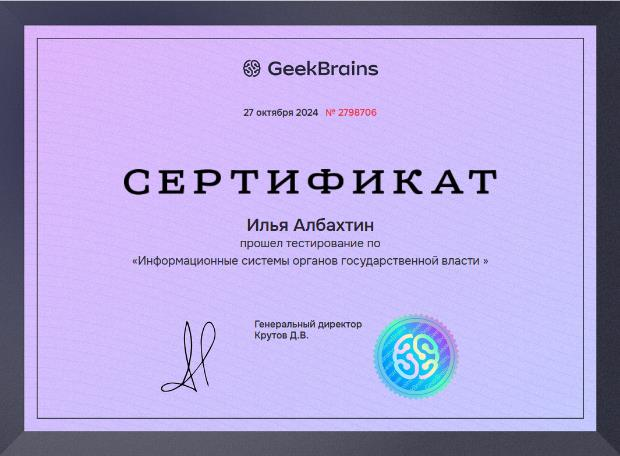 GeekBrains
27 октября 2024 № 2798706
СЕРТИФИКАТ
Илья Албахтин
прошел тестирование по
«Информационные системы органов государственной власти »
Генеральный директор
Крутов Д.В.